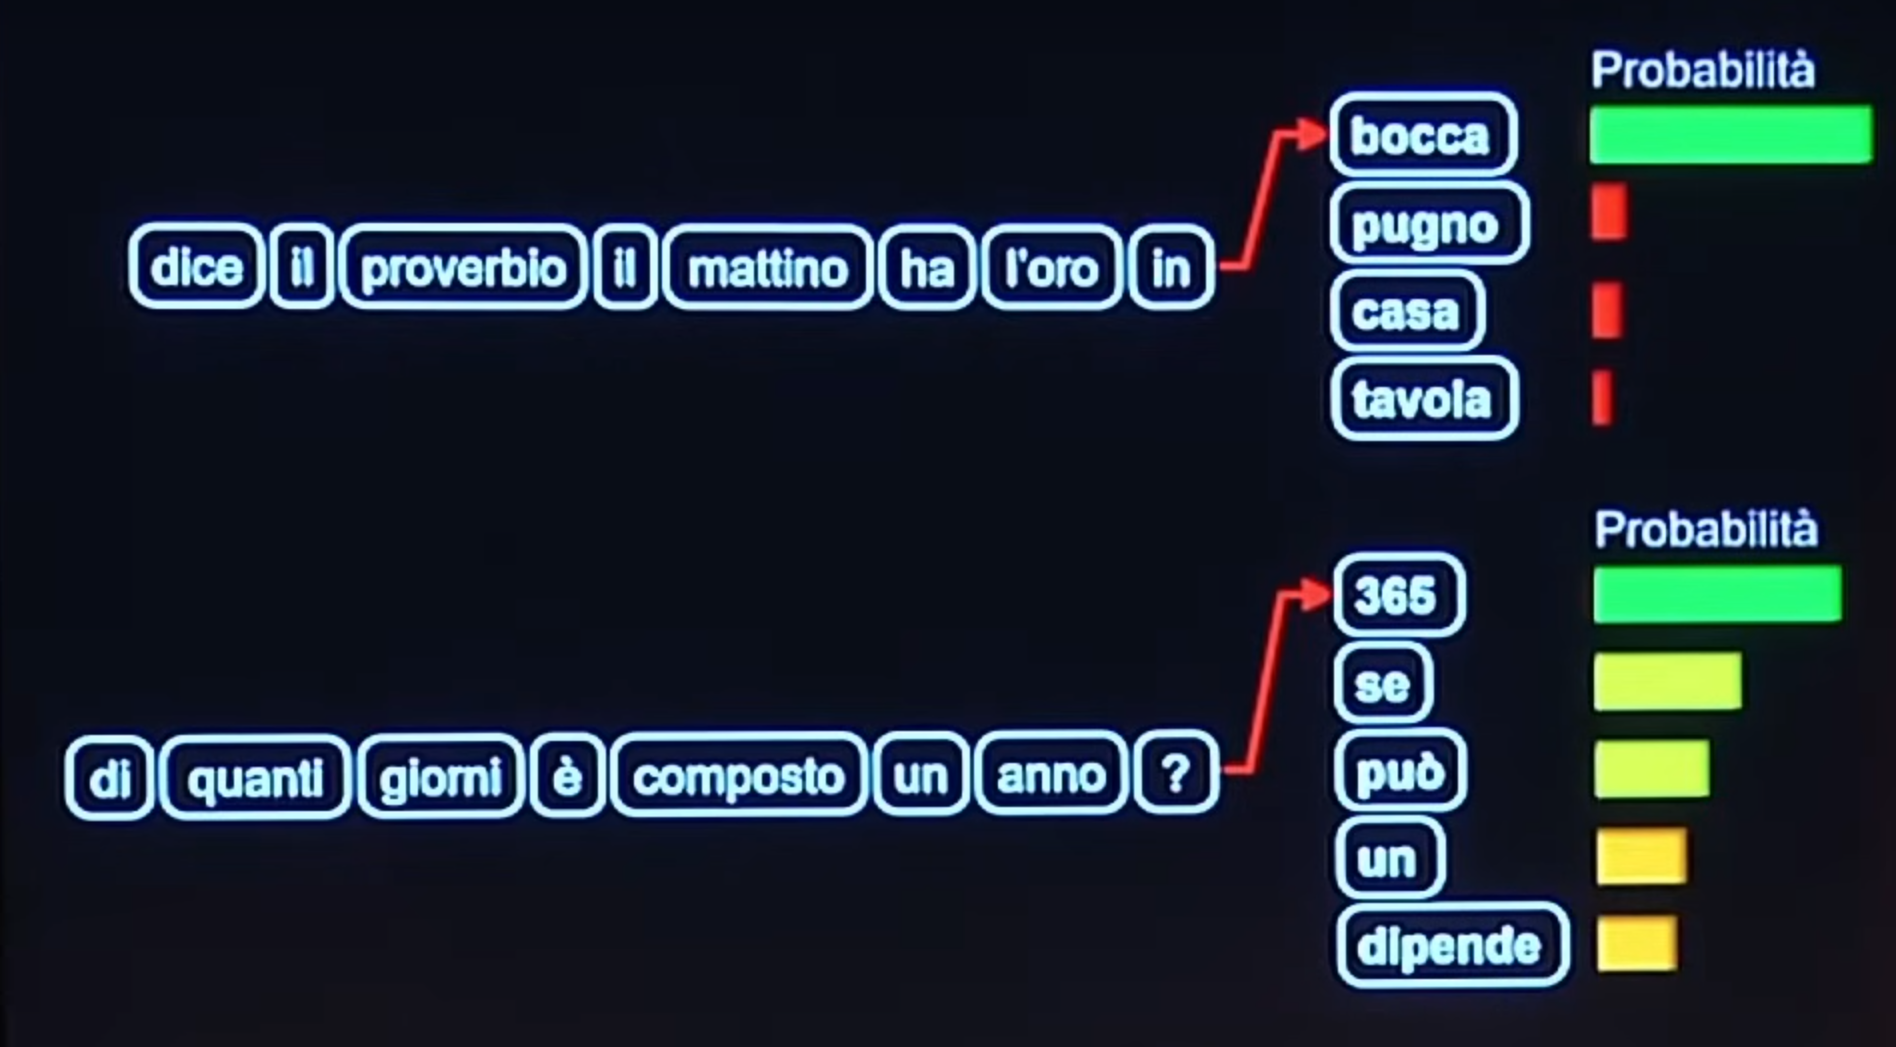 Probabilità
dice il proverbio il mattino ha l'oro in
bocca
pugno
casa
tavola
Probabilità
di quanti giorni è composto un anno ?
365
se
può
un
dipende